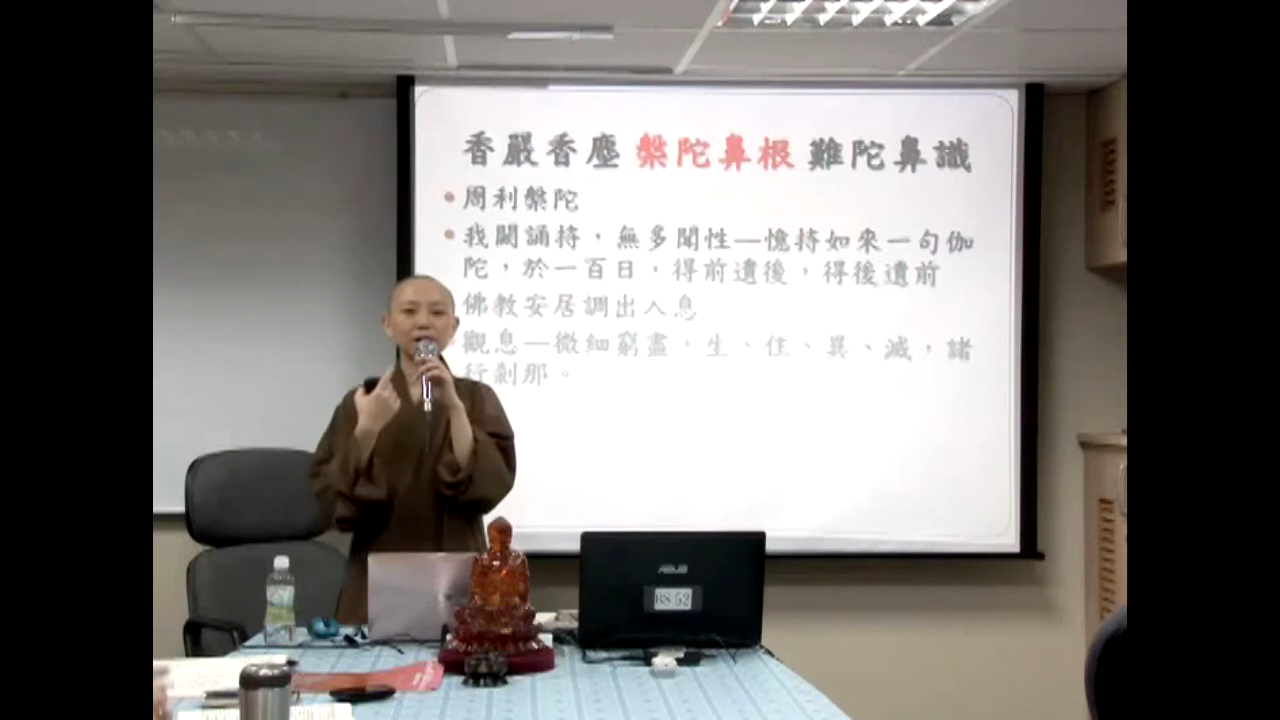 香嚴香塵 槃陀鼻根 難陀鼻識
周利槃陀
我闕誦持，無多聞性—憶持如來一句伽
陀，於一百日，得前遺後，得後遺前
佛教安居調出入息
觀息—微細窮盡，生、住、異、滅，諸
行剎那。
ASUS
BS 52